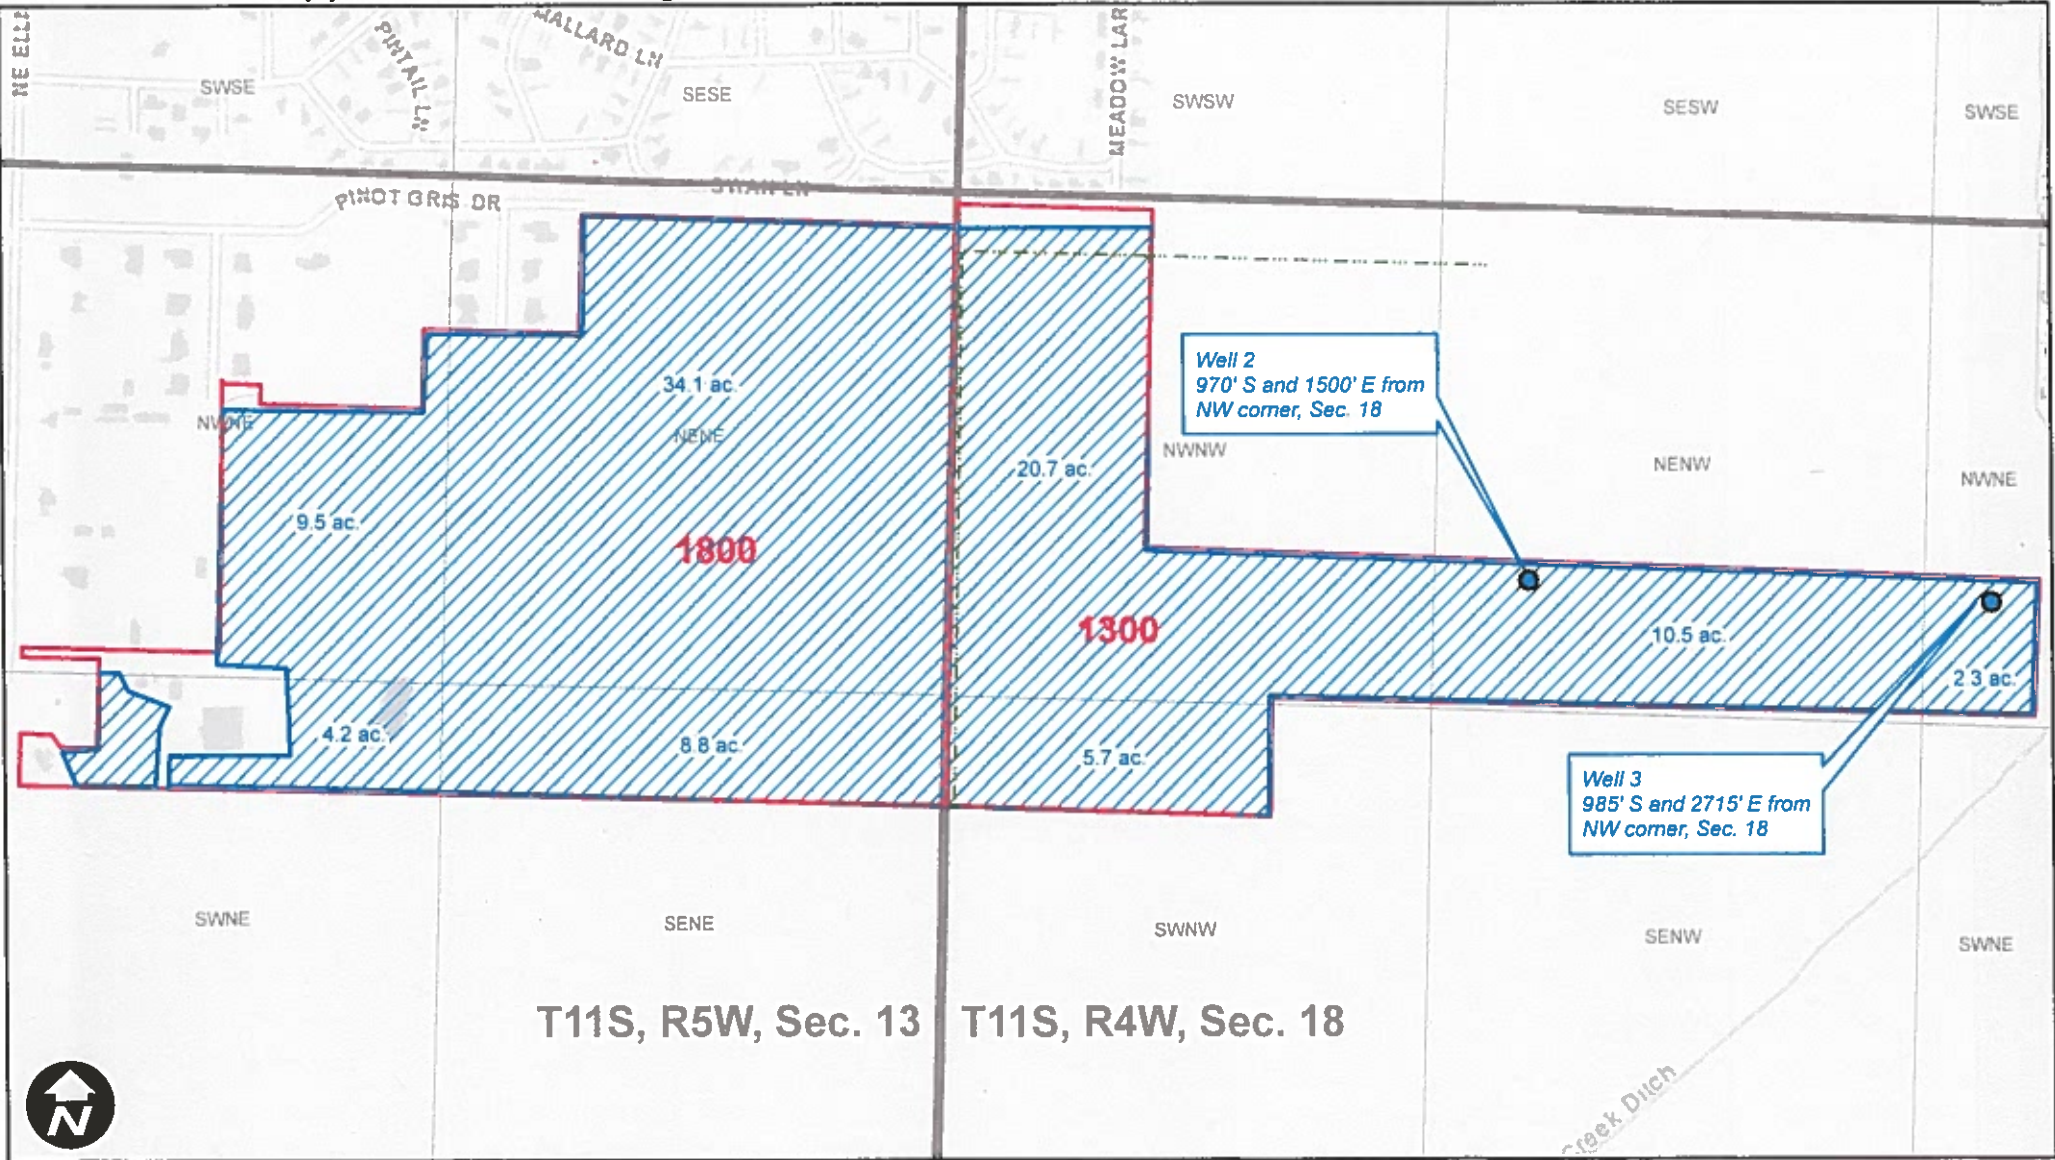 NE ELL
PINTAIL LN
MALLARD LN
MEADOW LAR
SWSE
SESE
SWSW
SESW
SWSE
PINOT GRIS DR
SWAN LN
Well 2
970' S and 1500' E from
NW corner, Sec. 18
34.1 ac.
NWNE
NENE
NWNW
NENW
NWNE
20.7 ac.
9.5 ac.
1800
1300
10.5 ac.
2.3 ac.
4.2 ac.
8.8 ac.
5.7 ac.
Well 3
985' S and 2715' E from
NW corner, Sec. 18
SWNE
SENE
SWNW
SENW
SWNE
T11S, R5W, Sec. 13
T11S, R4W, Sec. 18
Creek Ditch
N